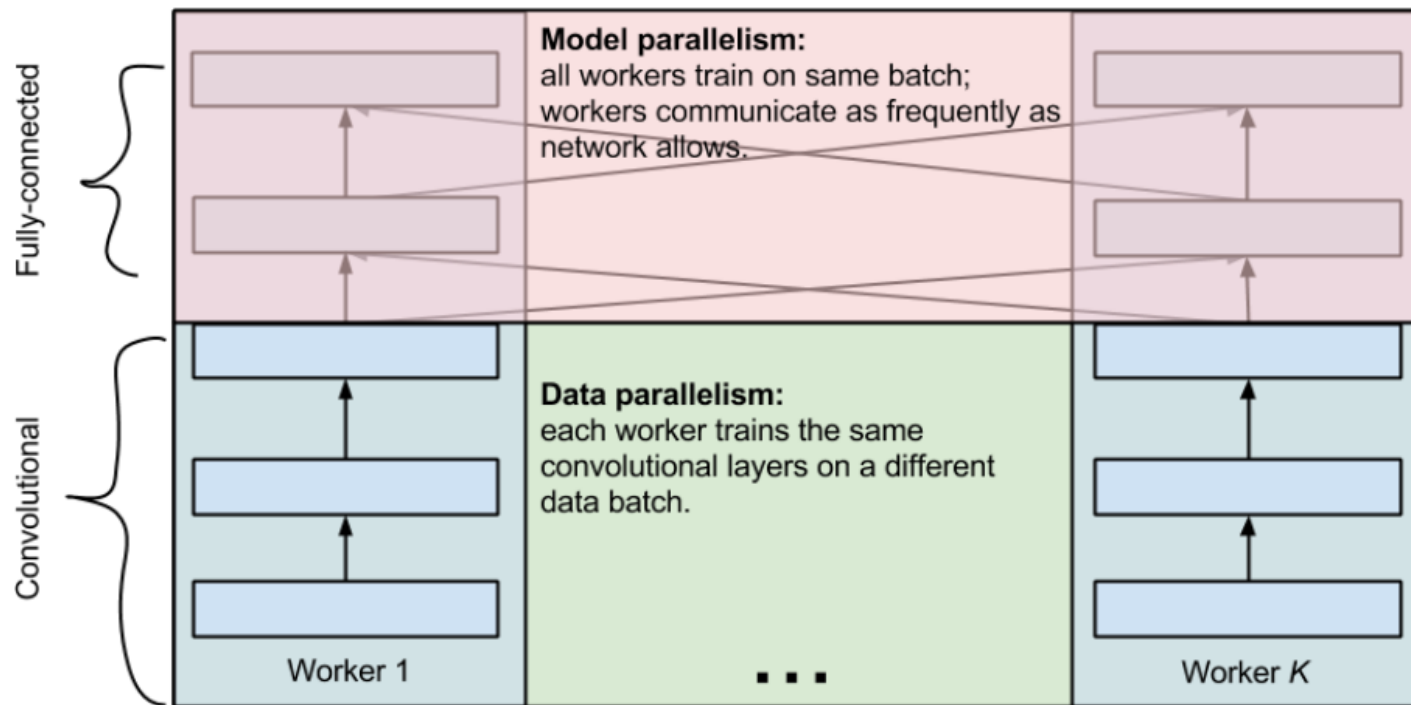 Fully-connected
Model parallelism:
all workers train on same batch;
workers communicate as frequently as
network allows.
Convolutional
Data parallelism:
each worker trains the same
convolutional layers on a different
data batch.
Worker 1
...
Worker K